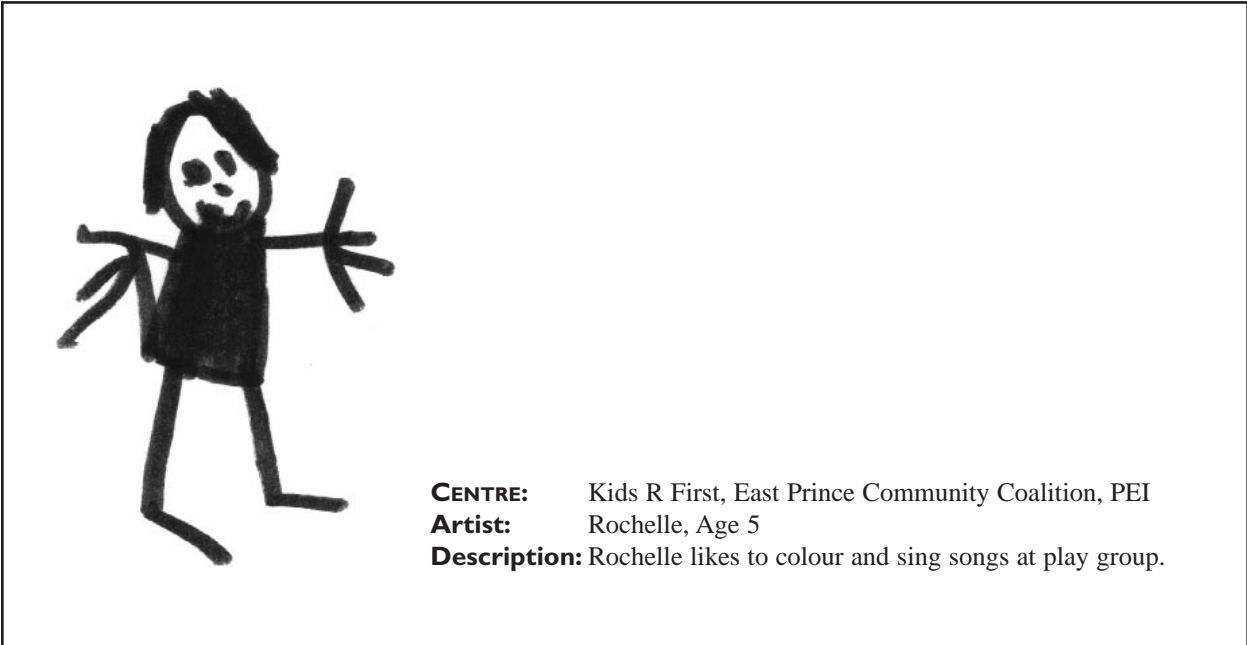 CENTRE: Kids R First, East Prince Community Coalition, PEI
Artist: Rochelle, Age 5
Description: Rochelle likes to colour and sing songs at play group.